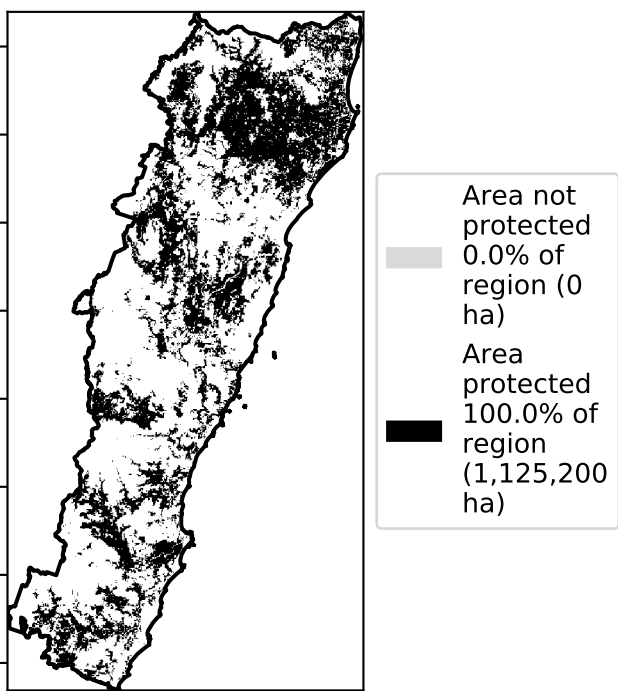 Area not
protected
0.0% of
region (0
ha)
Area
protected
100.0% of
region
(1,125,200
ha)